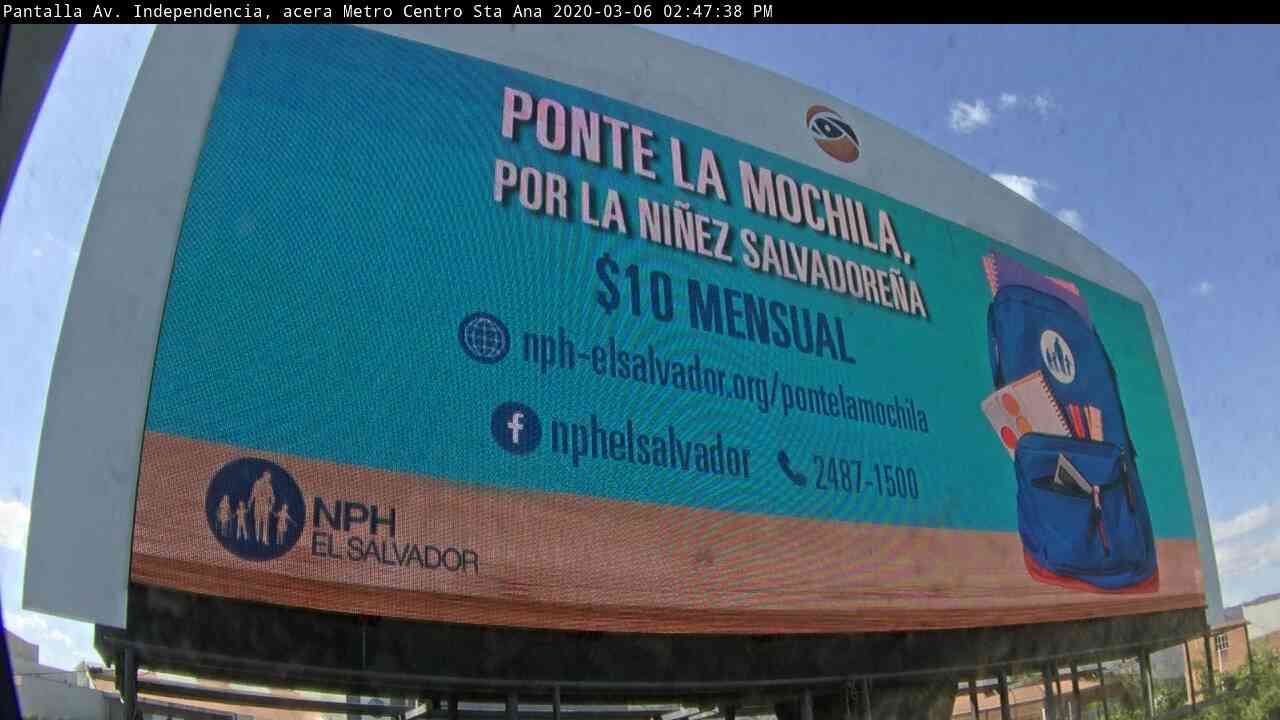 Pantalla Av. Independencia, acera Metro Centro Sta Ana 2020-03-06 02:47:38 PM
PONTE LA MOCHILA,
POR LA NIÑEZ SALVADOREÑA
$10 MENSUAL
nph-elsalvador.org/pontelamochila
f nphelsalvador 2487-1500
NPH
EL SALVADOR